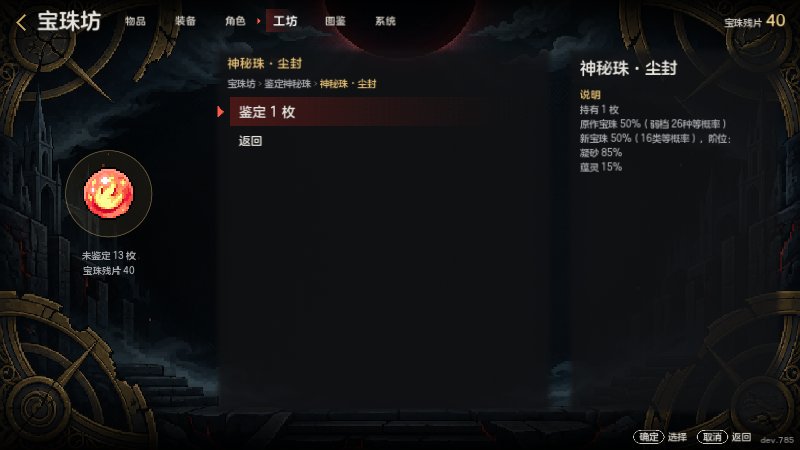 宝珠坊 物品 装备 角色 工坊 图鉴 系统 宝珠残片 40
神秘珠·尘封
宝珠坊 › 鉴定神秘珠 › 神秘珠·尘封
鉴定 1 枚
返回
未鉴定 13 枚
宝珠残片 40
神秘珠·尘封
说明
持有 1 枚
原作宝珠 50%（弱档 26种等概率）
新宝珠 50%（16类等概率），阶位：
凝砂 85%
蕴灵 15%
确定 选择 取消 返回 dev.785